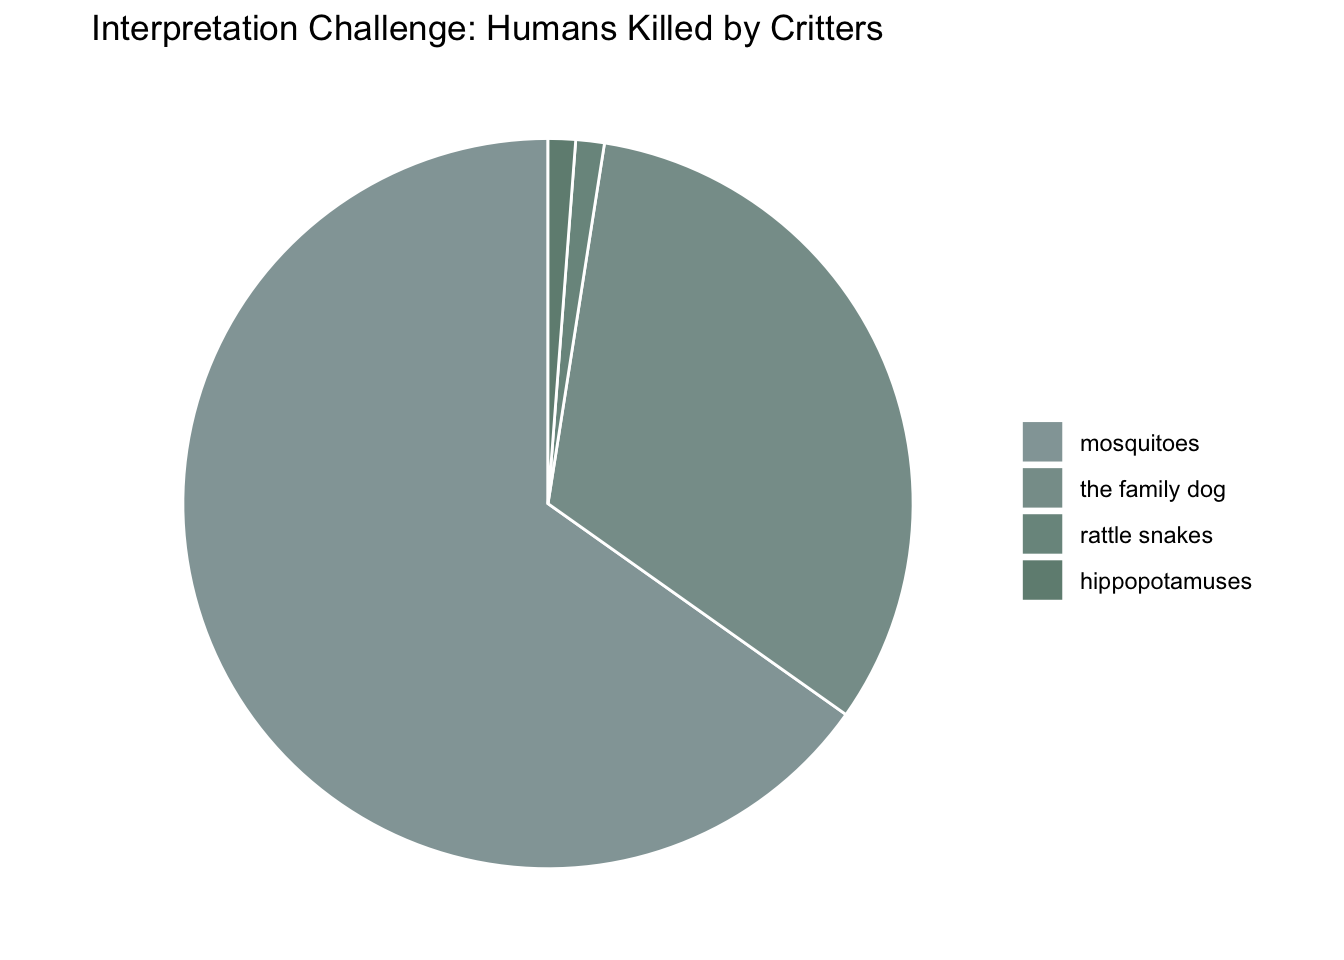 Interpretation Challenge: Humans Killed by Critters
mosquitoes
the family dog
rattle snakes
hippopotamuses